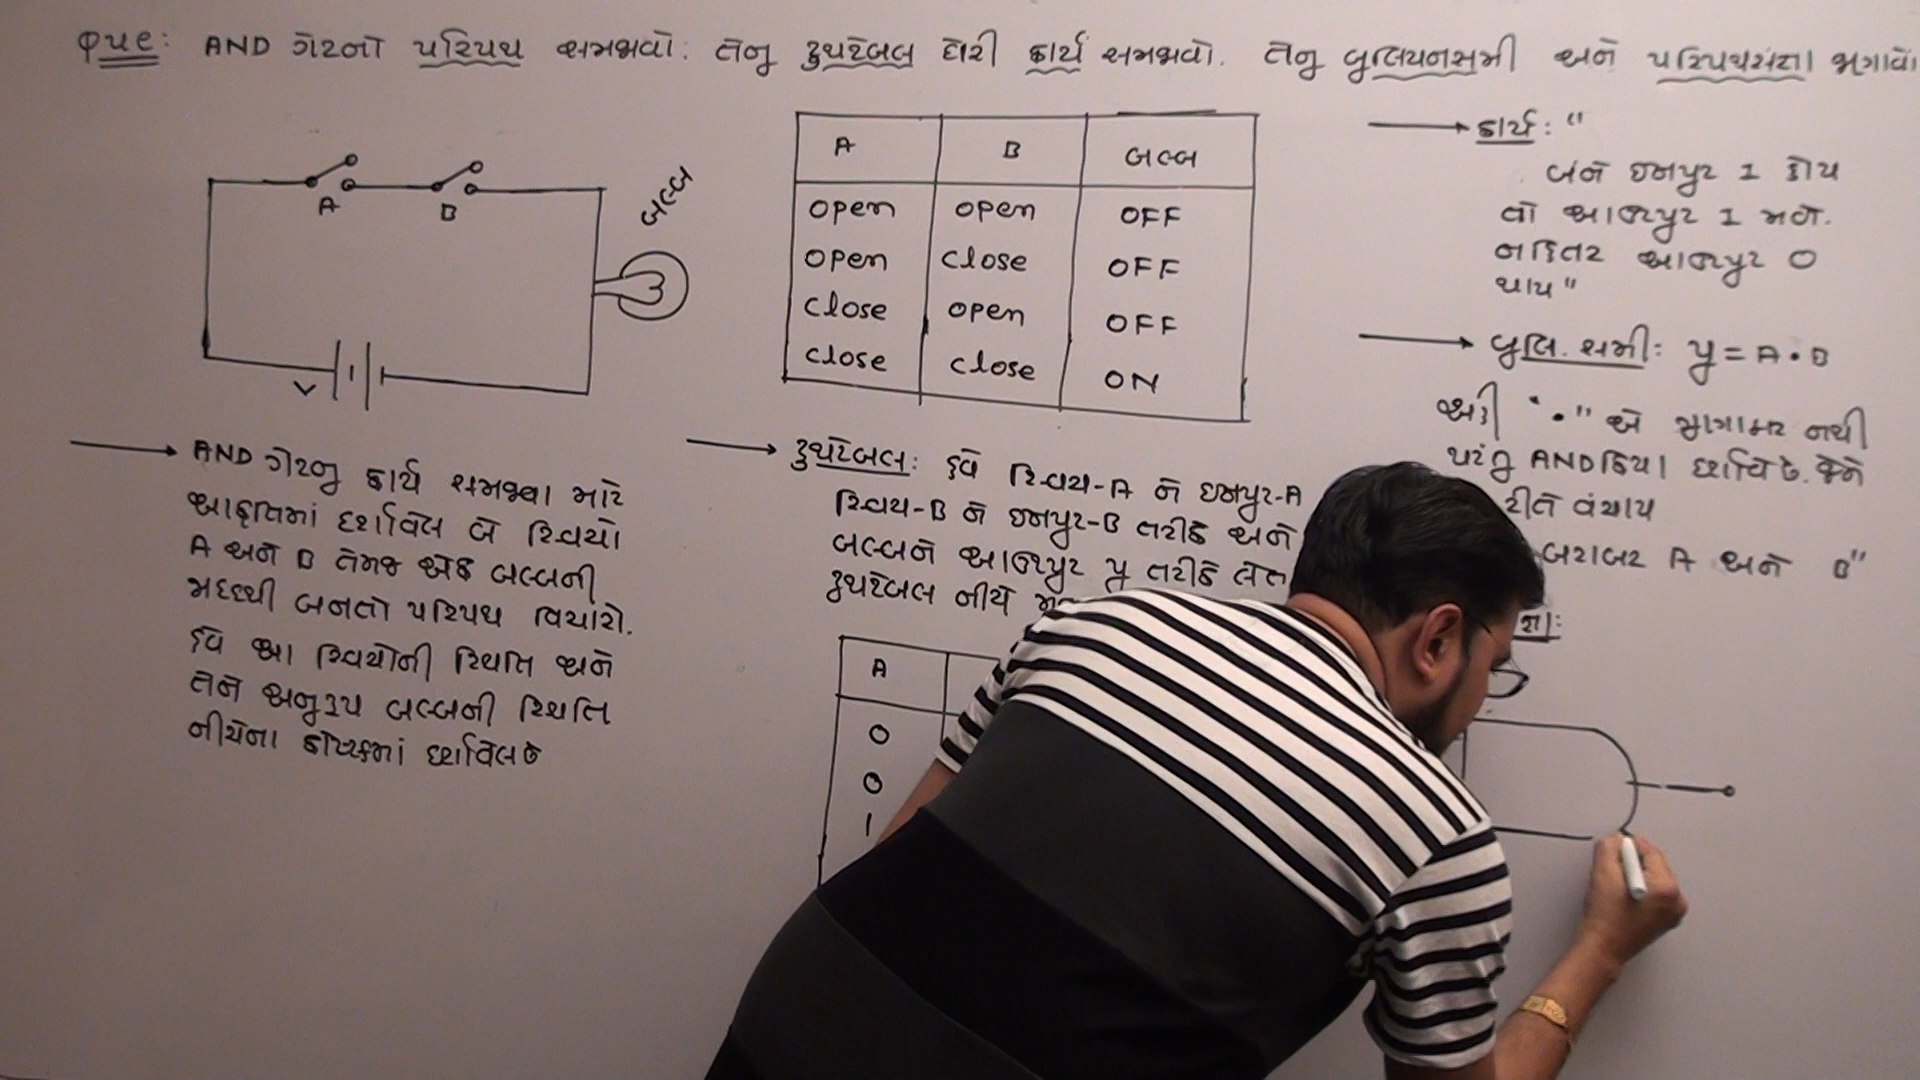 Que: AND ગેટનો પરિપથ સમજાવો. તેનુ ટ્રુથટેબલ દોરી કાર્ય સમજાવો. તેનુ બુલિયનસમી અને પરિપથસંજ્ઞા જણાવો
A
B
બલ્બ
V
A B બલ્બ
open open OFF
open close OFF
close open OFF
close close ON
AND ગેટનુ કાર્ય સમજવા માટે
આકૃતિમાં દર્શાવેલ બે સ્વિચો
A અને B તેમજ એક બલ્બની
મદદથી બનતો પરિપથ વિચારો.
હવે આ સ્વિચોની સ્થિતિ અને
તેને અનુરૂપ બલ્બની સ્થિતિ
નીચેના કોષ્ટકમાં દર્શાવેલ છે
ટ્રુથટેબલ: હવે સ્વિચ-A ને ઇનપુટ-A
સ્વિચ-B ને ઇનપુટ-B તરીકે અને
બલ્બને આઉટપુટ y તરીકે લેતા
ટ્રુથટેબલ નીચે
A
0
0
1
કાર્ય: "
બંને ઇનપુટ 1 હોય
તો આઉટપુટ 1 મળે.
નહિતર આઉટપુટ 0
થાય"
બુલિ. સમી: y = A • B
અહી "•" એ ગુણાકાર નથી
પરંતુ AND ક્રિયા દર્શાવે છે. જેને
રીતે વંચાય
બરાબર A અને B"